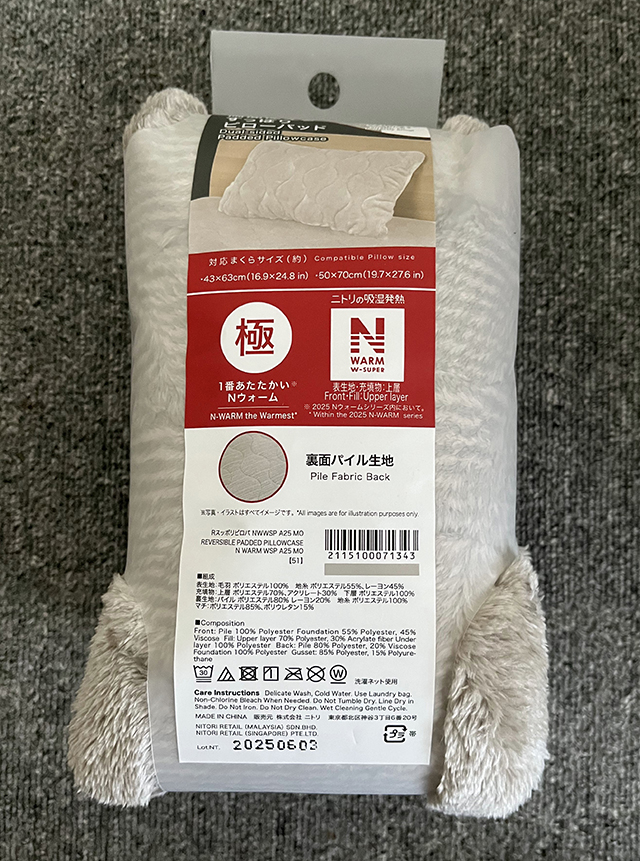 ピローパッド
Dual-sided
Padded Pillowcase
対応まくらサイズ(約) Compatible Pillow size
・43×63cm(16.9×24.8 in) ・50×70cm(19.7×27.6 in)
極
1番あたたかい※
Nウォーム
N-WARM the Warmest*
ニトリの吸湿発熱
N
WARM
W-SUPER
表生地・充填物:上層
Front・Fill:Upper layer
※ 2025 Nウォームシリーズ内において。
* Within the 2025 N-WARM series
裏面パイル生地
Pile Fabric Back
※写真・イラストはすべてイメージです。 *All images are for illustration purposes only.
Rスッポリピロパ NWWSP A25 MO
REVERSIBLE PADDED PILLOWCASE
N WARM WSP A25 MO
[51]
2115100071343
■組成
表生地:毛羽 ポリエステル100% 地糸 ポリエステル55%、レーヨン45%
充填物:上層 ポリエステル70%、アクリレート30% 下層 ポリエステル100%
裏生地:パイル ポリエステル80% レーヨン20% 地糸 ポリエステル100%
マチ:ポリエステル85%、ポリウレタン15%
■Composition
Front: Pile 100% Polyester Foundation 55% Polyester, 45%
Viscose Fill: Upper layer 70% Polyester, 30% Acrylate fiber Under
layer 100% Polyester Back: Pile 80% Polyester, 20% Viscose
Foundation 100% Polyester Gusset: 85% Polyester, 15% Polyure-
thane
30 W 洗濯ネット使用
Care Instructions Delicate Wash, Cold Water. Use Laundry bag.
Non-Chlorine Bleach When Needed. Do Not Tumble Dry. Line Dry in
Shade. Do Not Iron. Do Not Dry Clean. Wet Cleaning Gentle Cycle.
MADE IN CHINA 販売元 株式会社 ニトリ 東京都北区神谷3丁目6番20号
NITORI RETAIL (MALAYSIA) SDN.BHD.
NITORI RETAIL (SINGAPORE) PTE.LTD.
プラ 帯
Lot.NT. 20250603